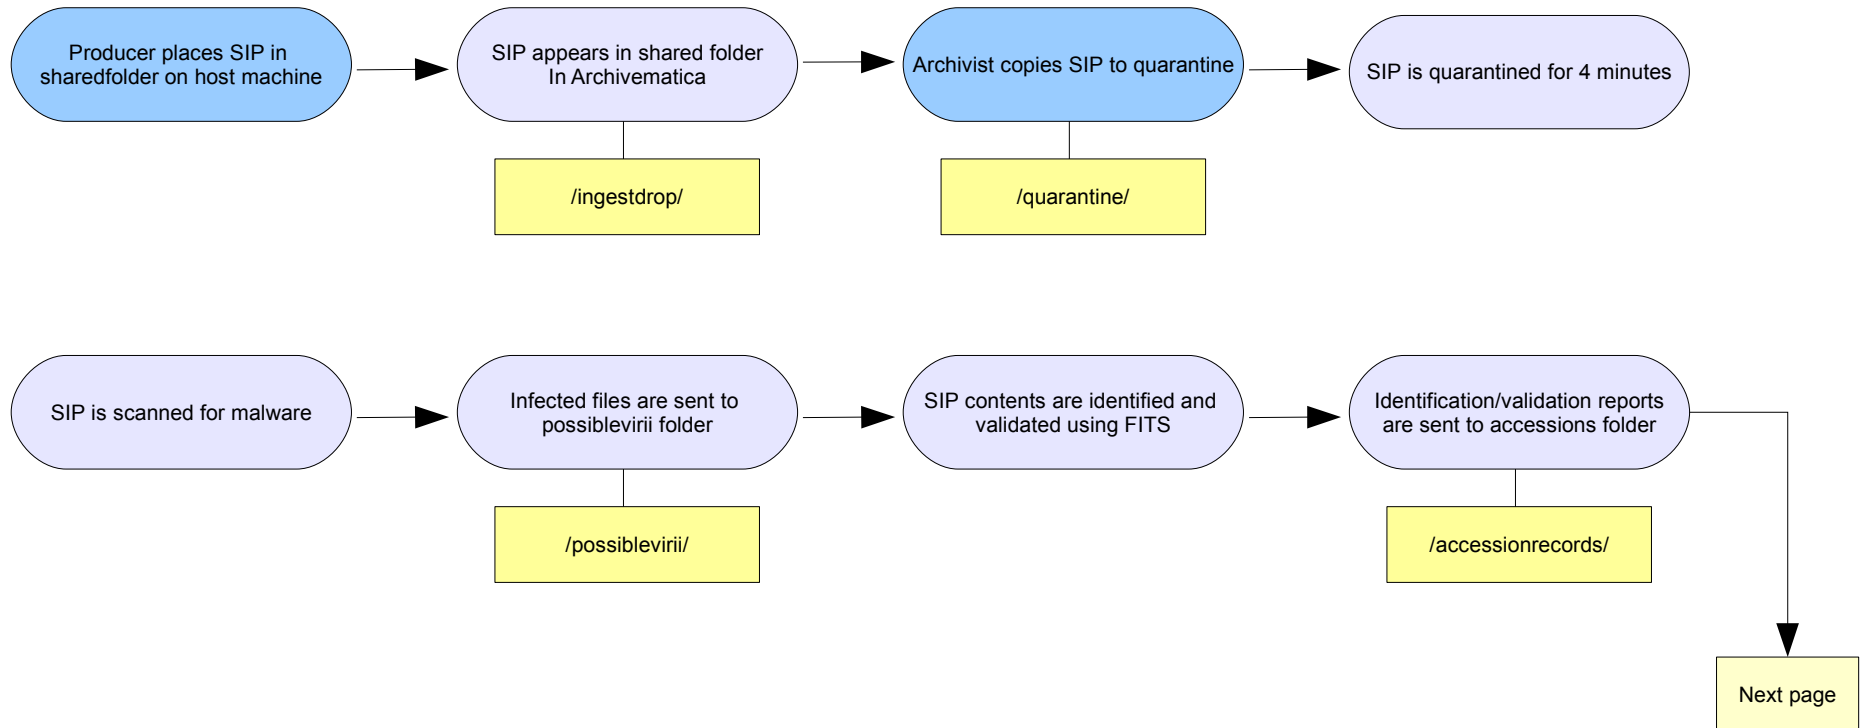 Producer places SIP in
sharedfolder on host machine
SIP appears in shared folder
In Archivematica
Archivist copies SIP to quarantine
SIP is quarantined for 4 minutes
/ingestdrop/
/quarantine/
SIP is scanned for malware
Infected files are sent to
possiblevirii folder
SIP contents are identified and
validated using FITS
Identification/validation reports
are sent to accessions folder
/possiblevirii/
/accessionrecords/
Next page